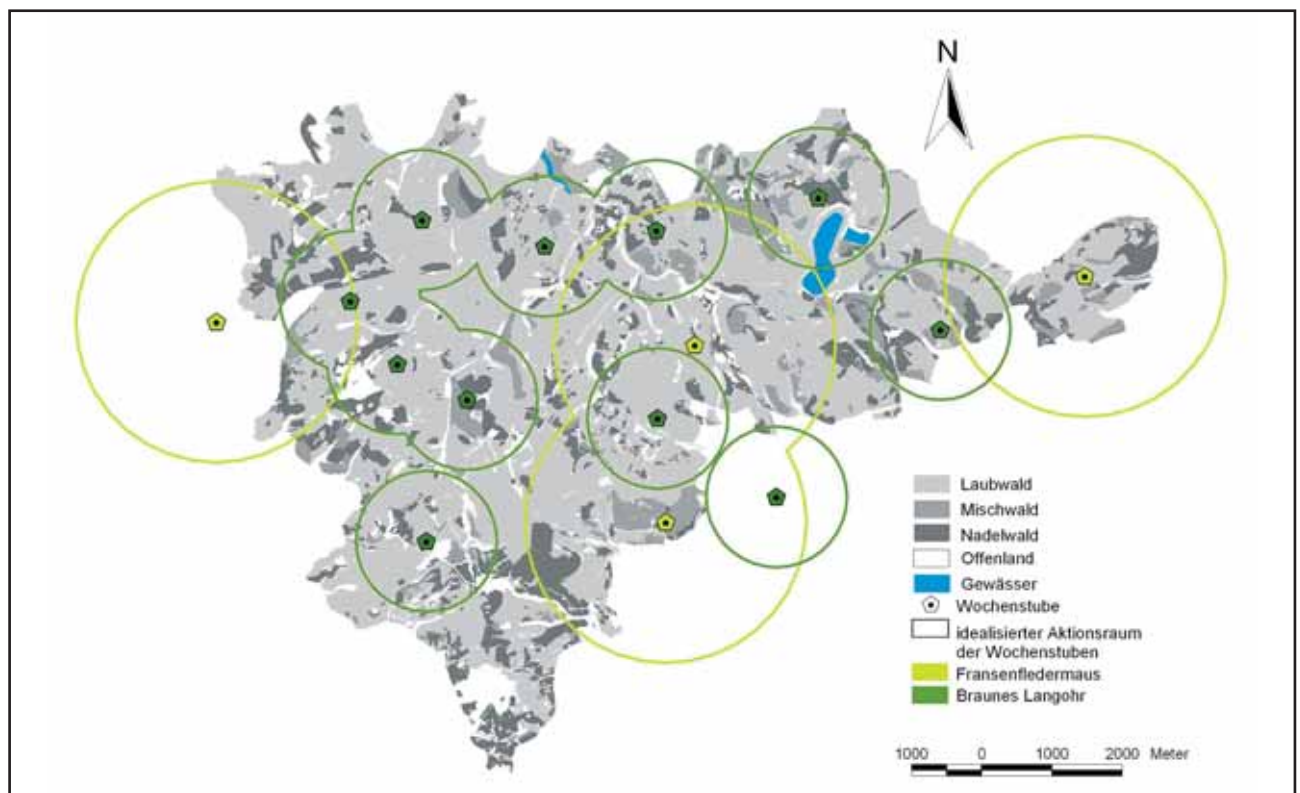 N
Laubwald
Mischwald
Nadelwald
Offenland
Gewässer
Wochenstube
idealisierter Aktionsraum
der Wochenstuben
Fransenfledermaus
Braunes Langohr
1000 0 1000 2000 Meter